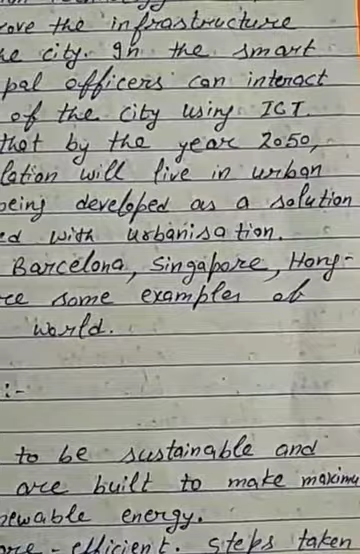 ove the infrastructure
he city. In the smart
pal officers can interact
of the city using ICT.
that by the year 2050,
lation will live in urban
being developed as a solution
ed with urbanisation.
Barcelona, Singapore, Hong-
re some examples of
world.
:-
to be sustainable and
are built to make maximu
newable energy.
ore-efficient. steps taken